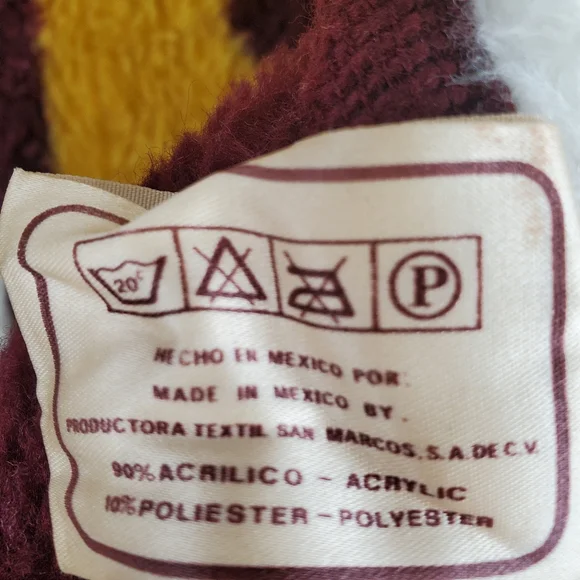 20°C
P
HECHO EN MEXICO POR:
MADE IN MEXICO BY.
PRODUCTORA TEXTIL SAN MARCOS, S.A. DE C.V.
90% ACRILICO - ACRYLIC
10% POLIESTER - POLYESTER